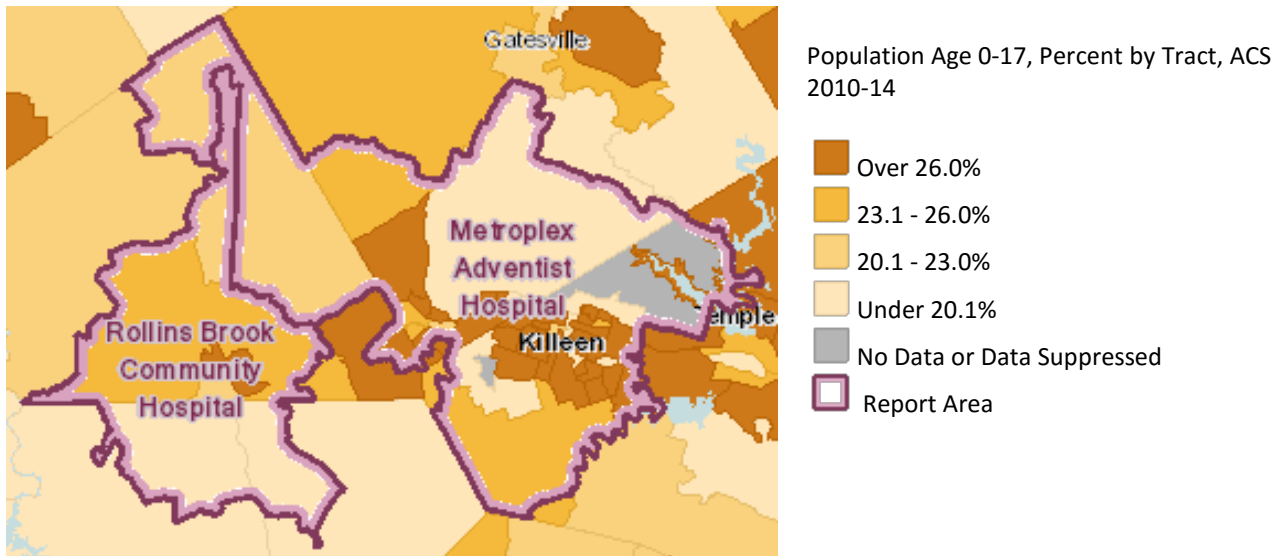 Gatesville
Metroplex
Adventist
Hospital
Rollins Brook
Community
Hospital
Killeen
Temple
Population Age 0-17, Percent by Tract, ACS
2010-14
Over 26.0%
23.1 - 26.0%
20.1 - 23.0%
Under 20.1%
No Data or Data Suppressed
Report Area